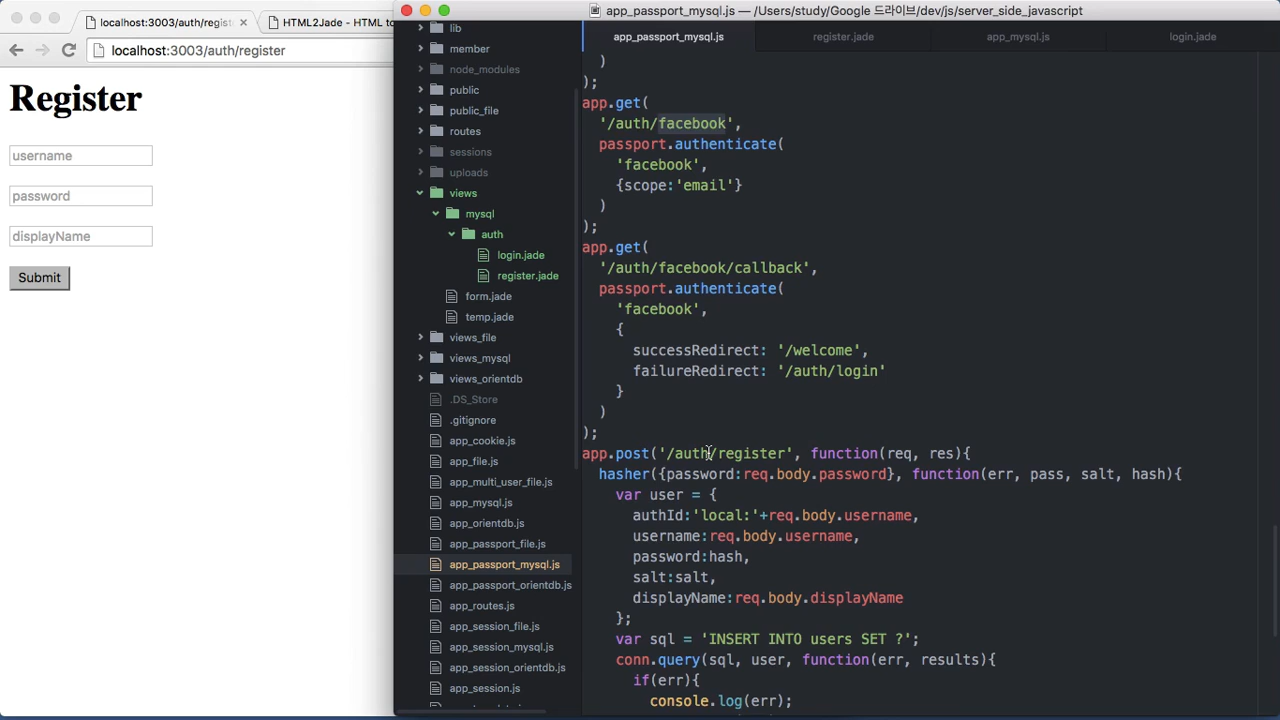 localhost:3003/auth/regist
HTML2Jade - HTML to
localhost:3003/auth/register
Register
username
password
displayName
Submit
app_passport_mysql.js — /Users/study/Google 드라이브/dev/js/server_side_javascript
lib
member
node_modules
public
public_file
routes
sessions
uploads
views
mysql
auth
login.jade
register.jade
form.jade
temp.jade
views_file
views_mysql
views_orientdb
.DS_Store
.gitignore
app_cookie.js
app_file.js
app_multi_user_file.js
app_mysql.js
app_orientdb.js
app_passport_file.js
app_passport_mysql.js
app_passport_orientdb.js
app_routes.js
app_session_file.js
app_session_mysql.js
app_session_orientdb.js
app_session.js
app_passport_mysql.js
register.jade
app_mysql.js
login.jade
)
);
app.get(
'/auth/facebook',
passport.authenticate(
'facebook',
{scope:'email'}
)
);
app.get(
'/auth/facebook/callback',
passport.authenticate(
'facebook',
{
successRedirect: '/welcome',
failureRedirect: '/auth/login'
}
)
);
app.post('/auth/register', function(req, res){
hasher({password:req.body.password}, function(err, pass, salt, hash){
var user = {
authId:'local:'+req.body.username,
username:req.body.username,
password:hash,
salt:salt,
displayName:req.body.displayName
};
var sql = 'INSERT INTO users SET ?';
conn.query(sql, user, function(err, results){
if(err){
console.log(err);